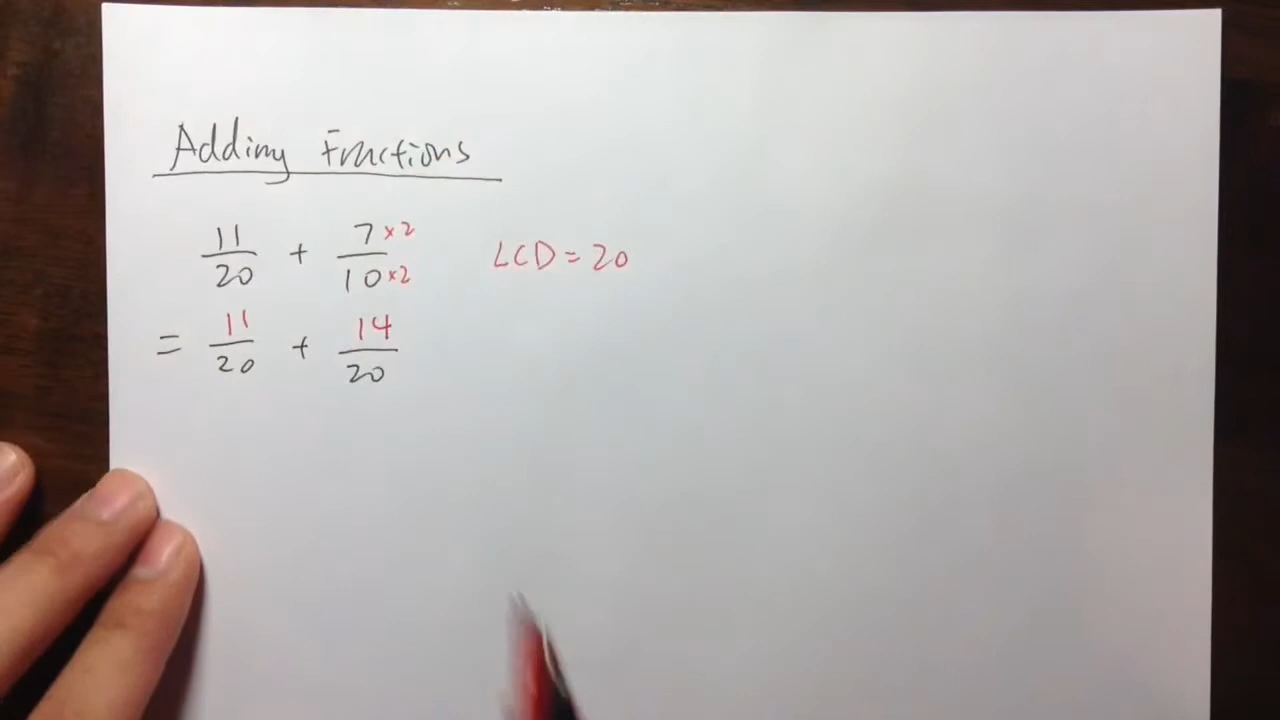 Adding Fractions
11/20 + 7×2/10×2 LCD = 20
= 11/20 + 14/20